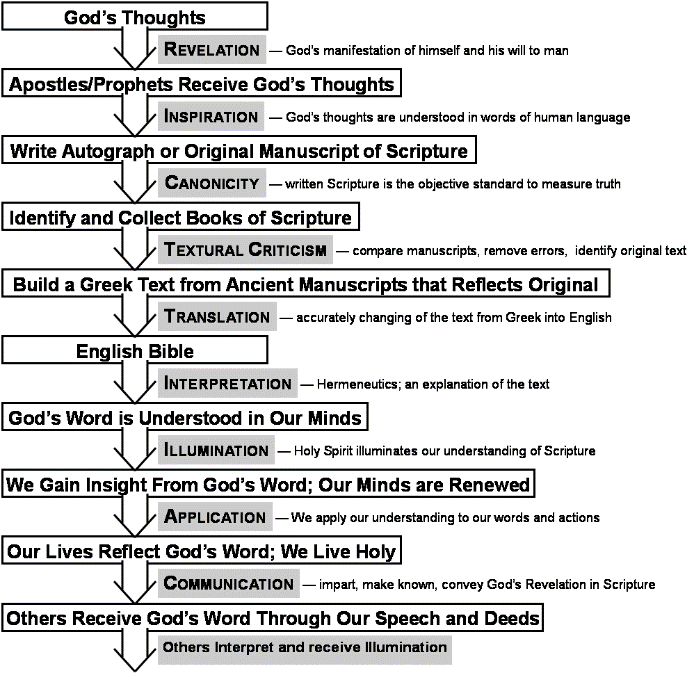 God's Thoughts
REVELATION — God's manifestation of himself and his will to man
Apostles/Prophets Receive God's Thoughts
INSPIRATION — God's thoughts are understood in words of human language
Write Autograph or Original Manuscript of Scripture
CANONICITY — written Scripture is the objective standard to measure truth
Identify and Collect Books of Scripture
TEXTURAL CRITICISM — compare manuscripts, remove errors, identify original text
Build a Greek Text from Ancient Manuscripts that Reflects Original
TRANSLATION — accurately changing of the text from Greek into English
English Bible
INTERPRETATION — Hermeneutics; an explanation of the text
God's Word is Understood in Our Minds
ILLUMINATION — Holy Spirit illuminates our understanding of Scripture
We Gain Insight From God's Word; Our Minds are Renewed
APPLICATION — We apply our understanding to our words and actions
Our Lives Reflect God's Word; We Live Holy
COMMUNICATION — impart, make known, convey God's Revelation in Scripture
Others Receive God's Word Through Our Speech and Deeds
Others Interpret and receive Illumination